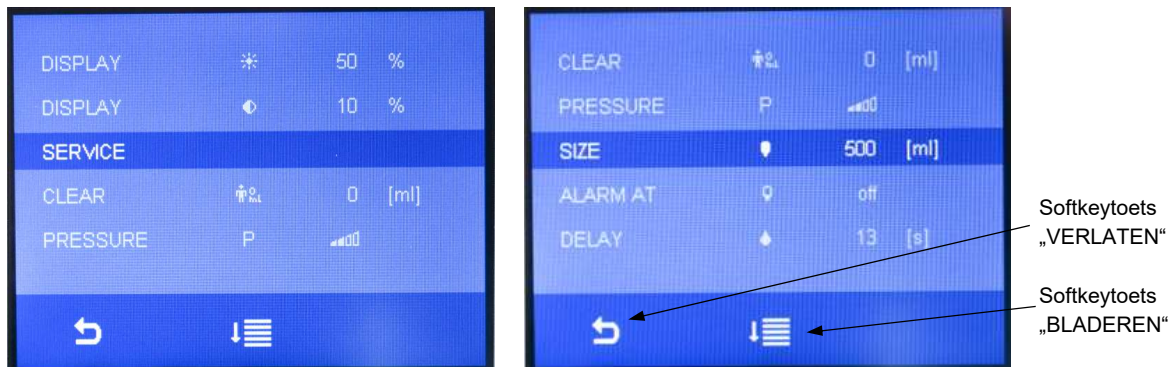 DISPLAY 50 %
DISPLAY 10 %
SERVICE
CLEAR 0 [ml]
PRESSURE P
CLEAR 0 [ml]
PRESSURE P
SIZE 500 [ml]
ALARM AT off
DELAY 13 [s]
Softkeytoets
„VERLATEN“
Softkeytoets
„BLADEREN“